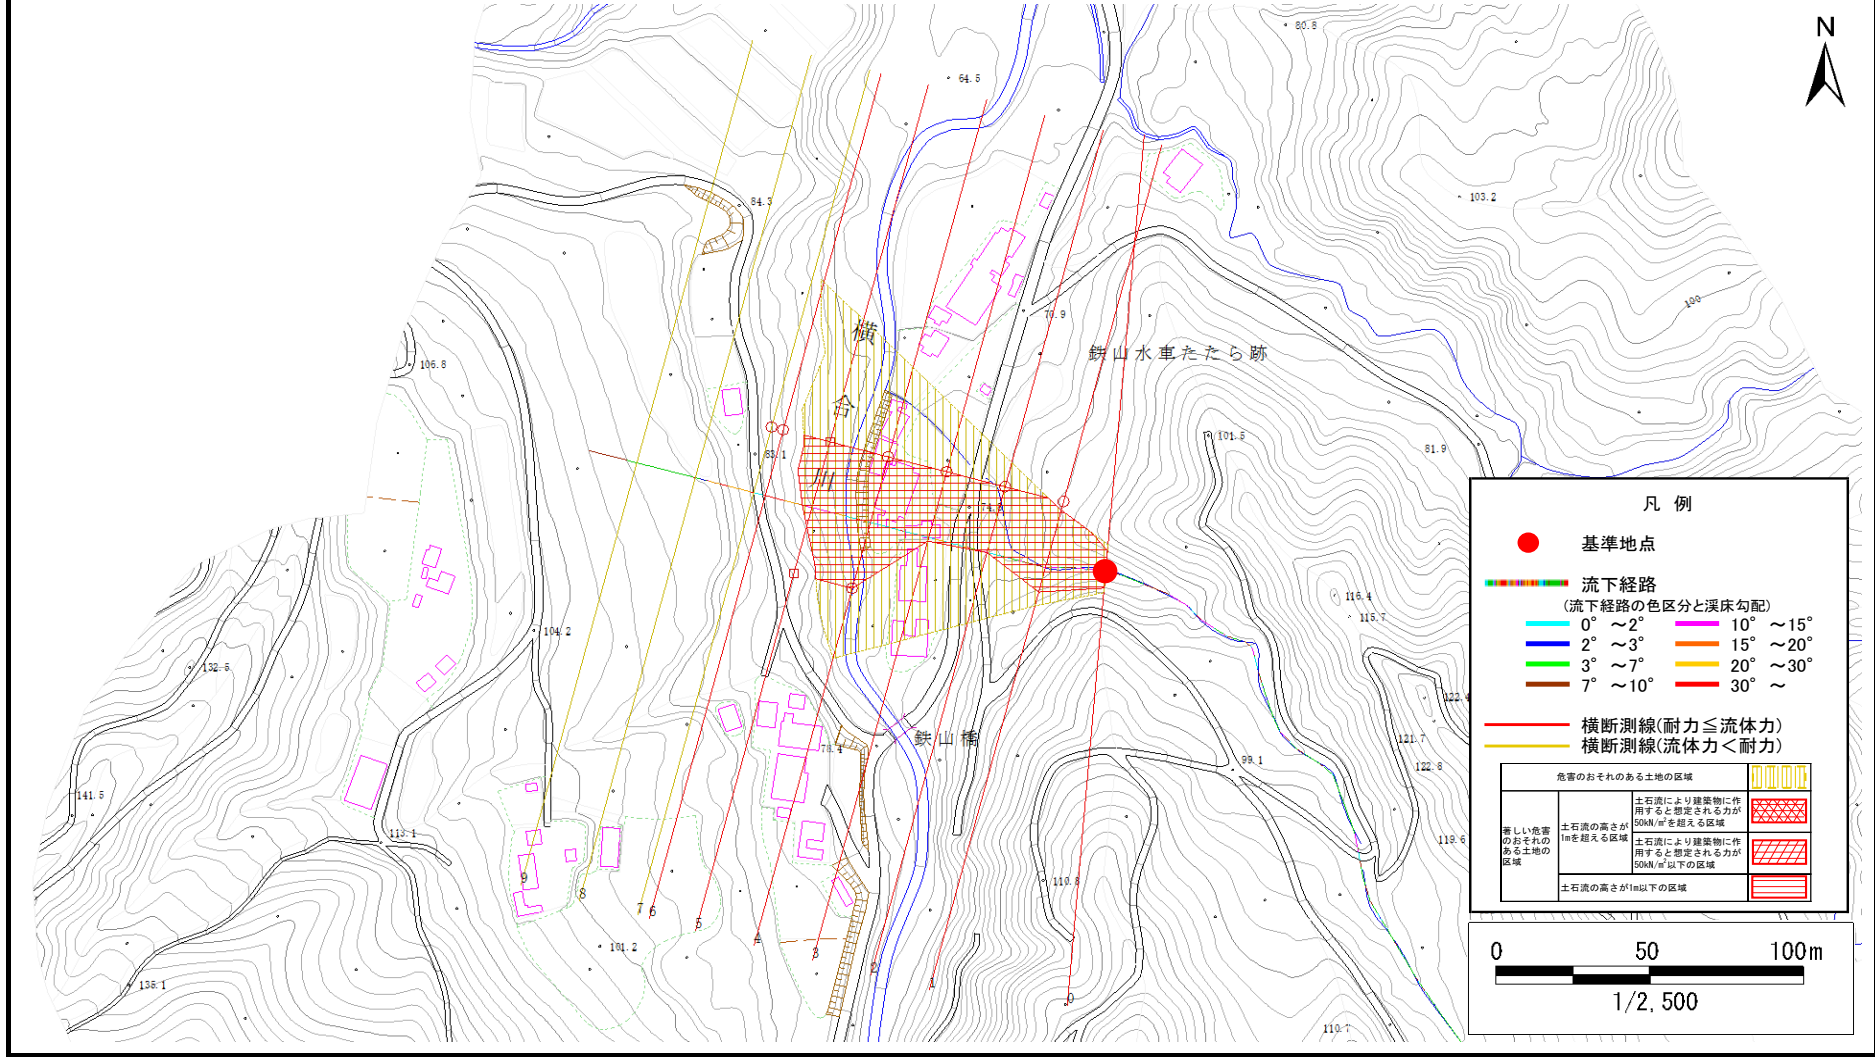 N
80.8
64.5
103.2
84.3
100
70.9
横
鉄山水車たたら跡
106.8
合
101.5
81.9
83.1
川
凡 例
基準地点
流下経路
(流下経路の色区分と渓床勾配)
0° ～2° 10° ～15°
2° ～3° 15° ～20°
3° ～7° 20° ～30°
7° ～10° 30° ～
横断測線(耐力≦流体力)
横断測線(流体力＜耐力)
危害のおそれのある土地の区域
著しい危害のおそれのある土地の区域
土石流の高さが1mを超える区域
土石流により建築物に作用すると想定される力が50kN/m²を超える区域
土石流により建築物に作用すると想定される力が50kN/m²以下の区域
土石流の高さが1m以下の区域
116.4
115.7
104.2
132.5
122.4
鉄山橋
78.4
121.7
99.1
122.8
141.5
113.1
119.6
110.8
9
8
7
6
5
4
3
2
1
0
101.2
135.1
110.7
0 50 100m
1/2,500